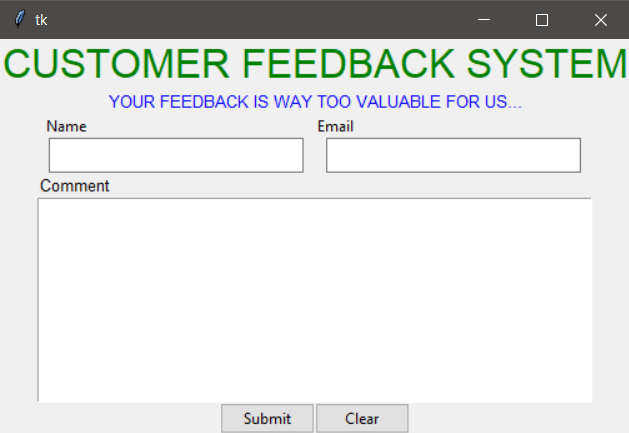 tk
CUSTOMER FEEDBACK SYSTEM
YOUR FEEDBACK IS WAY TOO VALUABLE FOR US...
Name Email
Comment
Submit Clear